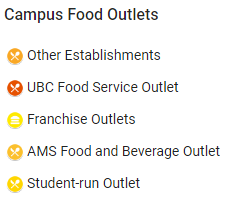 Campus Food Outlets
Other Establishments
UBC Food Service Outlet
Franchise Outlets
AMS Food and Beverage Outlet
Student-run Outlet